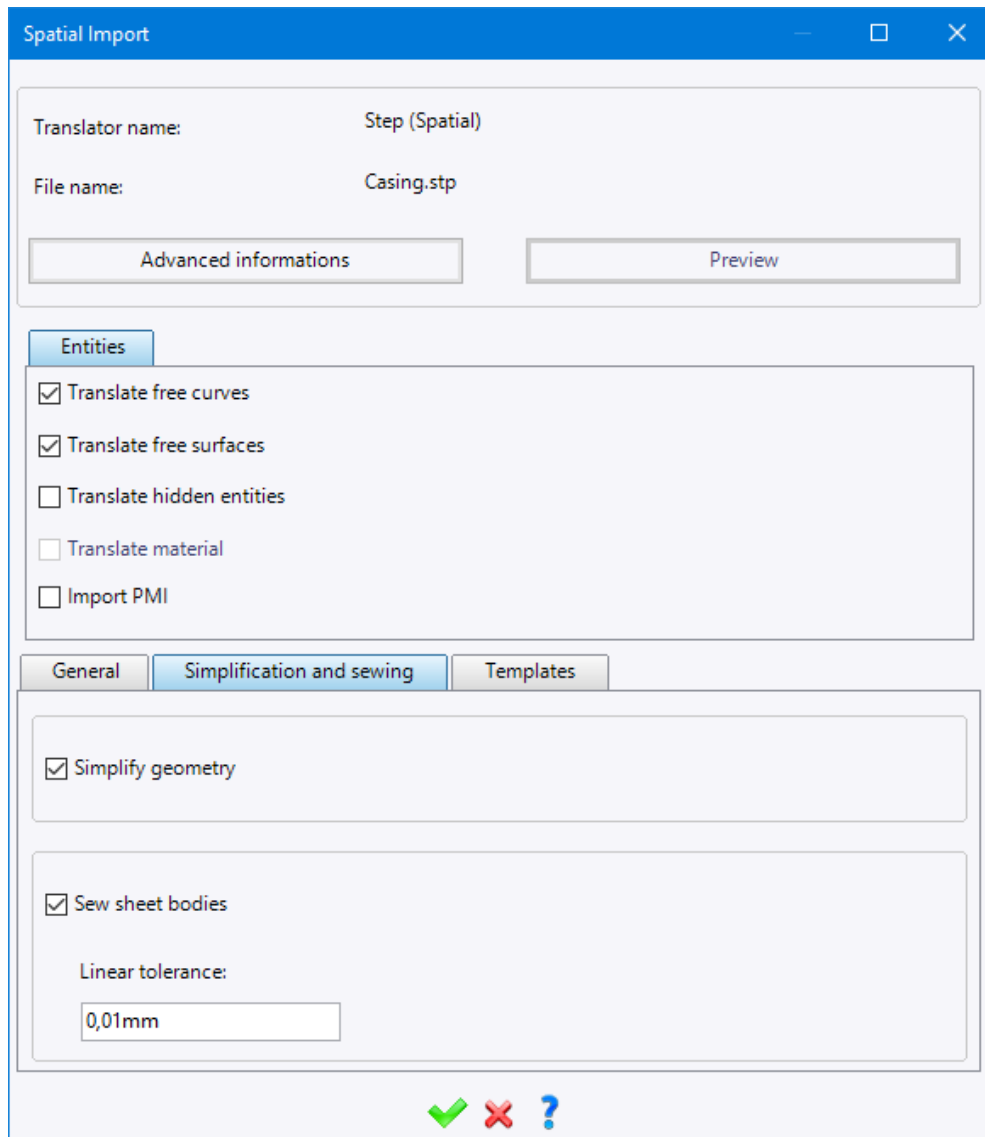 Spatial Import
Translator name: Step (Spatial)
File name: Casing.stp
Advanced informations Preview
Entities
Translate free curves
Translate free surfaces
Translate hidden entities
Translate material
Import PMI
General Simplification and sewing Templates
Simplify geometry
Sew sheet bodies
Linear tolerance:
0,01mm